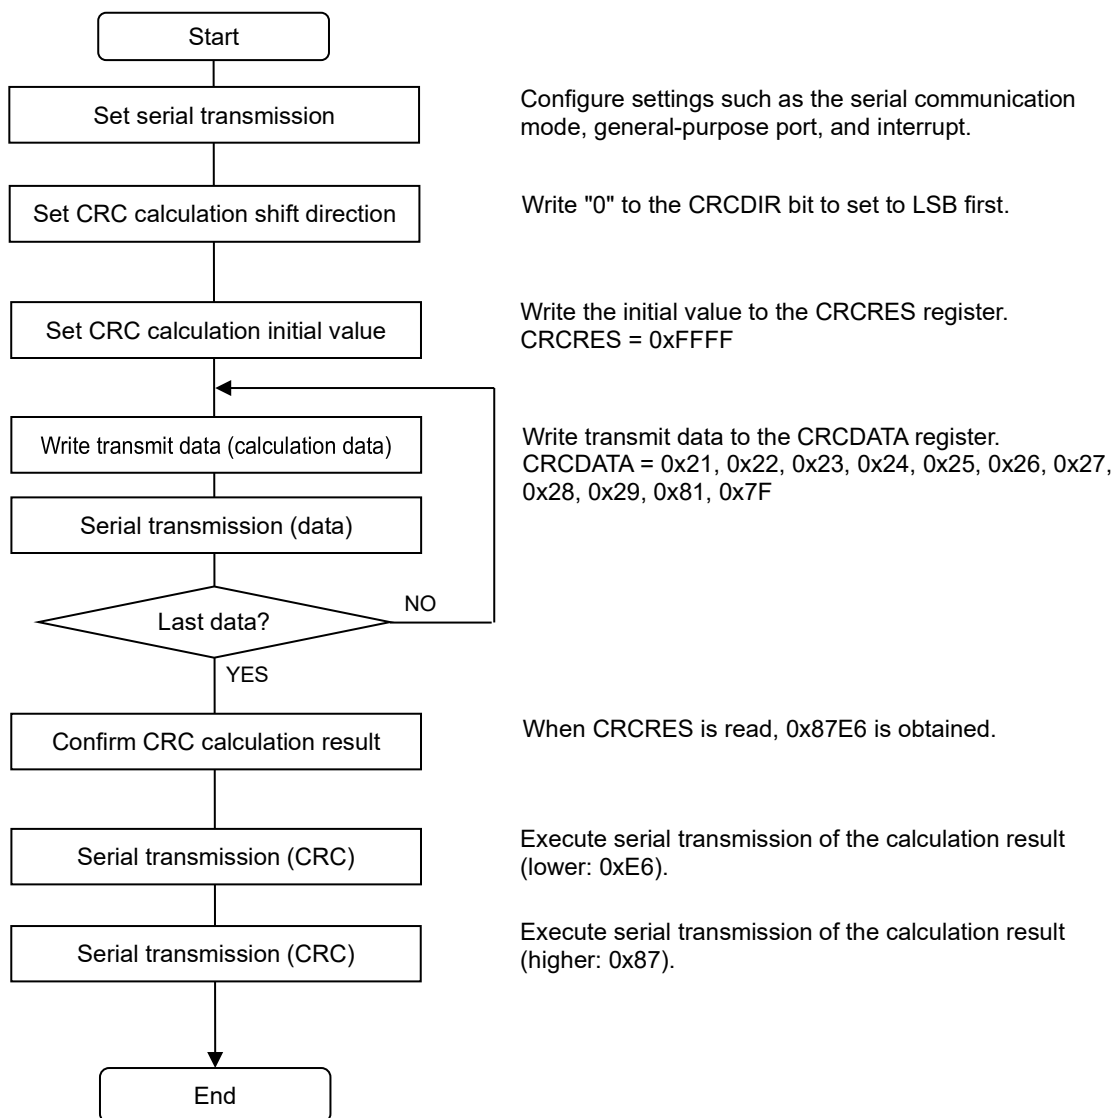 Start
Set serial transmission
Configure settings such as the serial communication
mode, general-purpose port, and interrupt.
Set CRC calculation shift direction
Write "0" to the CRCDIR bit to set to LSB first.
Set CRC calculation initial value
Write the initial value to the CRCRES register.
CRCRES = 0xFFFF
Write transmit data (calculation data)
Write transmit data to the CRCDATA register.
CRCDATA = 0x21, 0x22, 0x23, 0x24, 0x25, 0x26, 0x27,
0x28, 0x29, 0x81, 0x7F
Serial transmission (data)
Last data?
NO
YES
Confirm CRC calculation result
When CRCRES is read, 0x87E6 is obtained.
Serial transmission (CRC)
Execute serial transmission of the calculation result
(lower: 0xE6).
Serial transmission (CRC)
Execute serial transmission of the calculation result
(higher: 0x87).
End